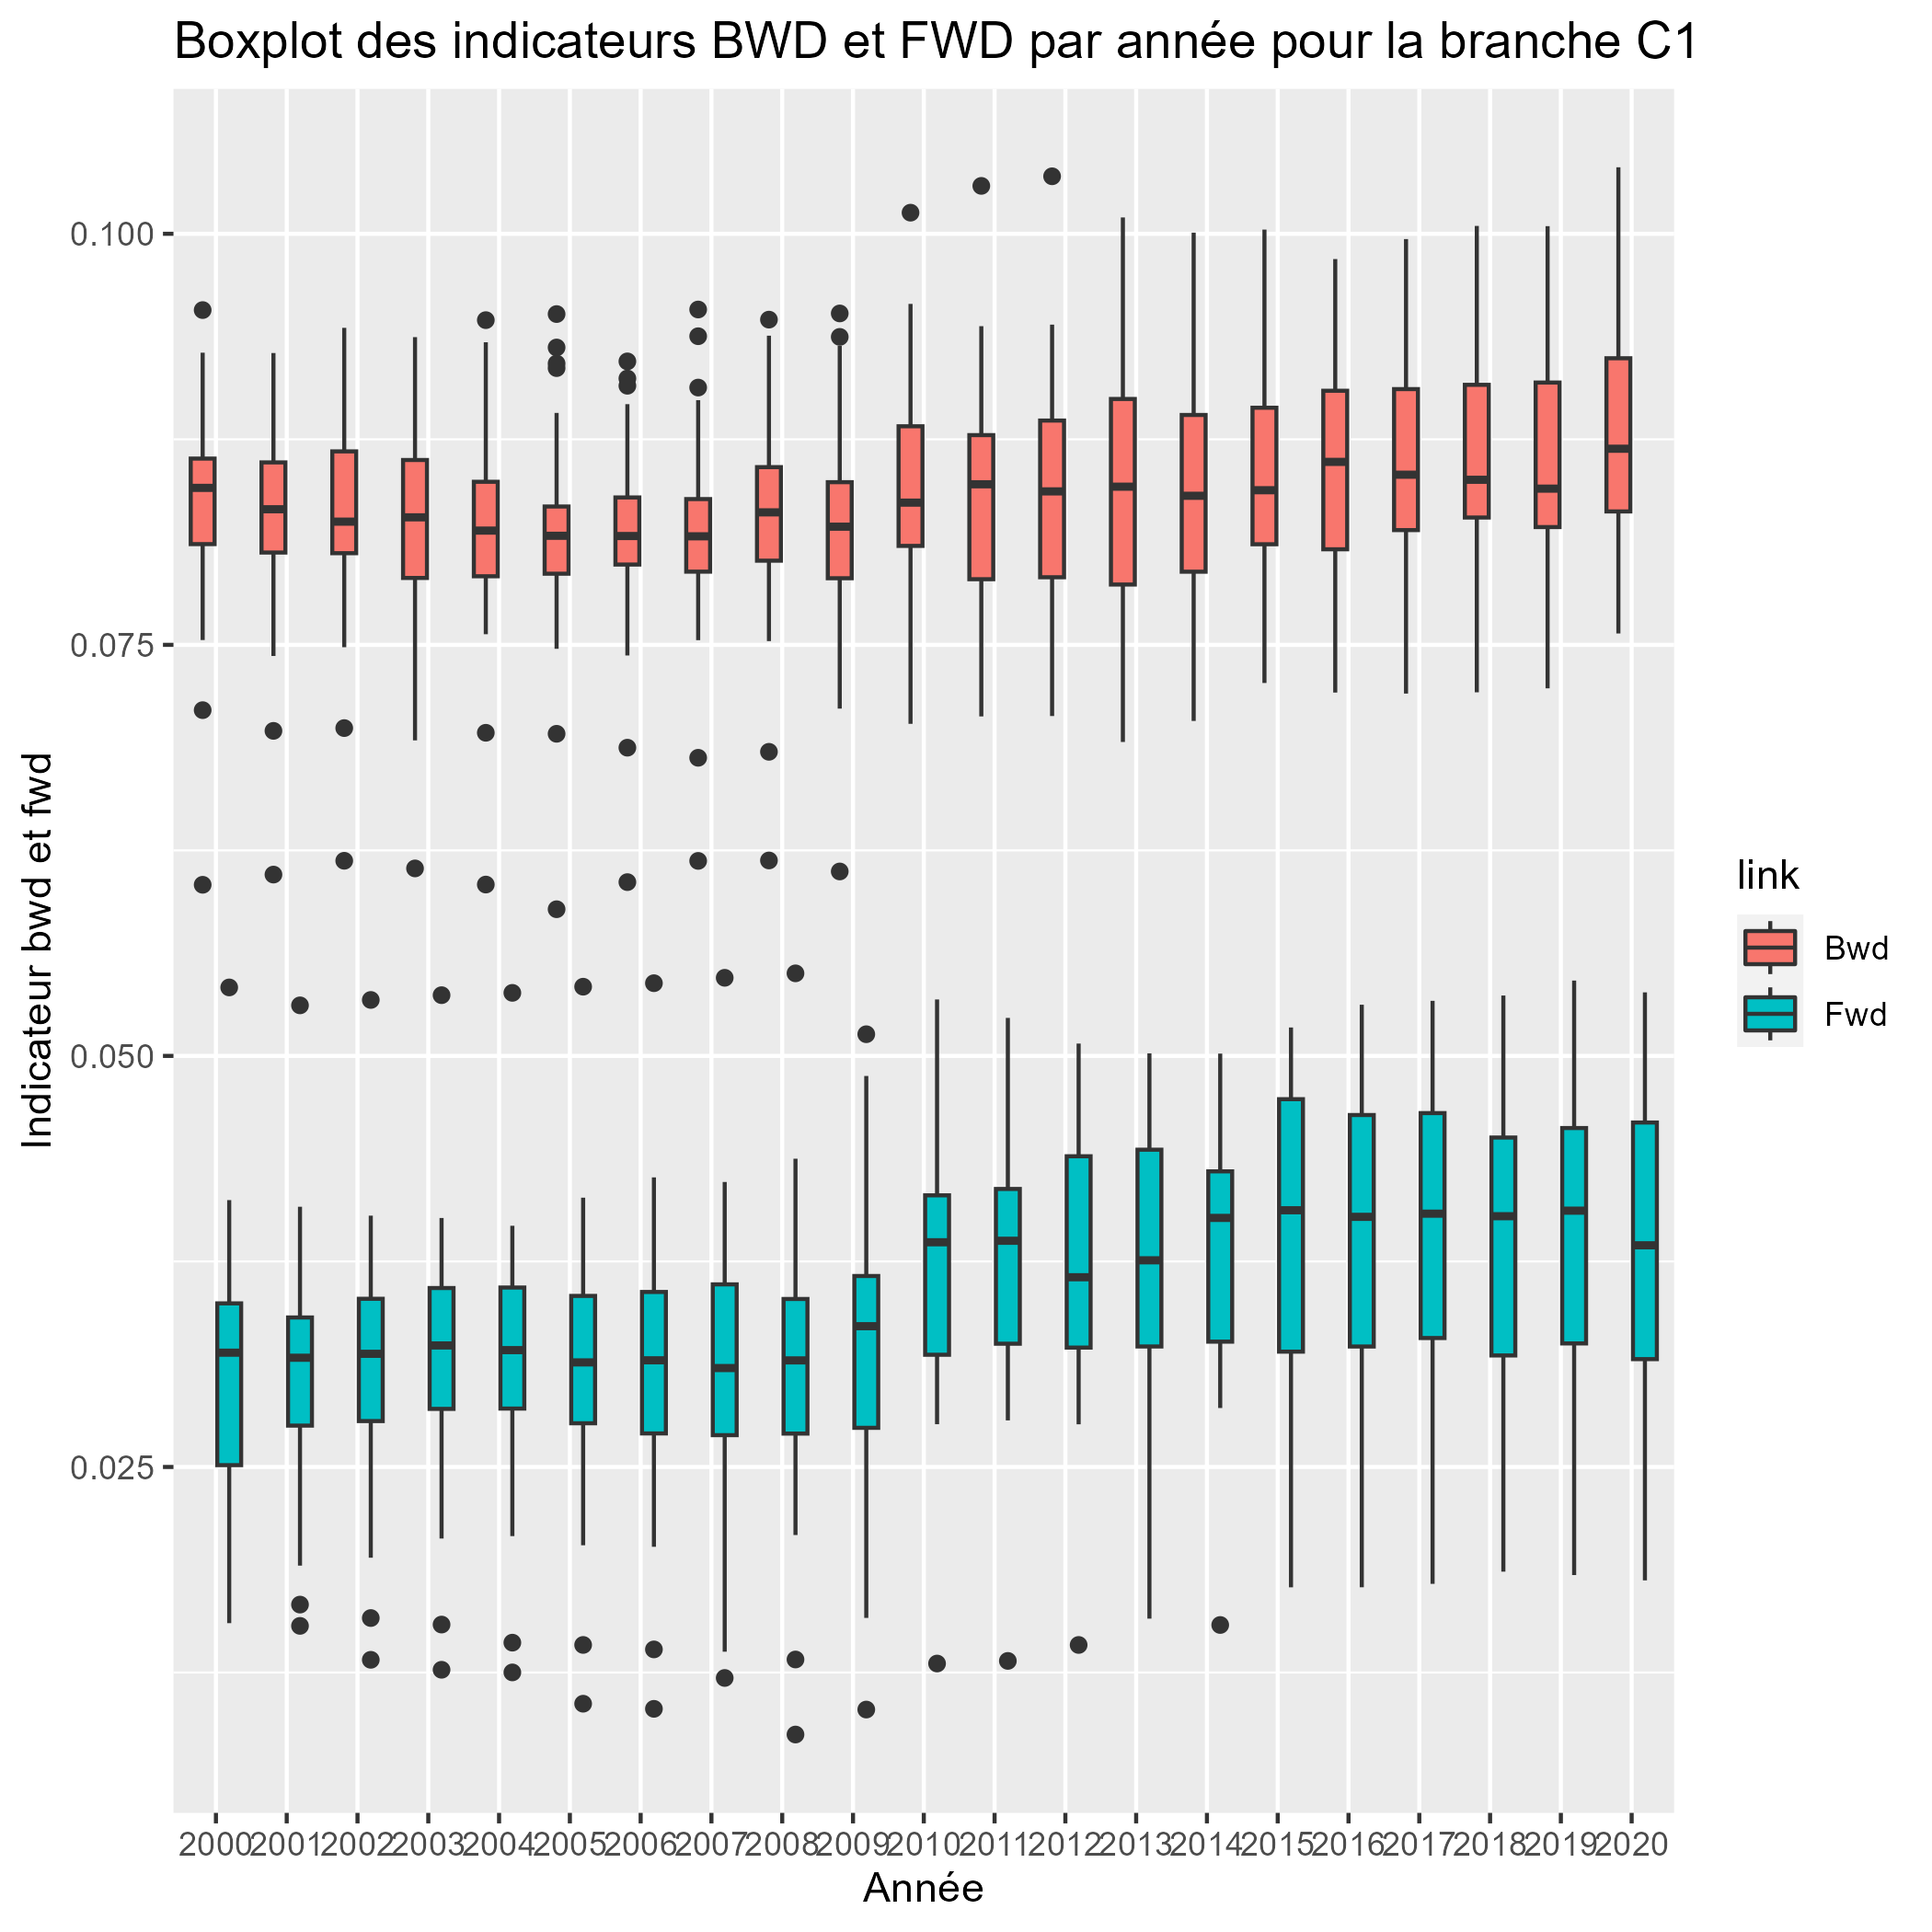 Boxplot des indicateurs BWD et FWD par année pour la branche C1
Indicateur bwd et fwd
0.100
0.075
0.050
0.025
2000 2001 2002 2003 2004 2005 2006 2007 2008 2009 2010 2011 2012 2013 2014 2015 2016 2017 2018 2019 2020
Année
link
Bwd
Fwd